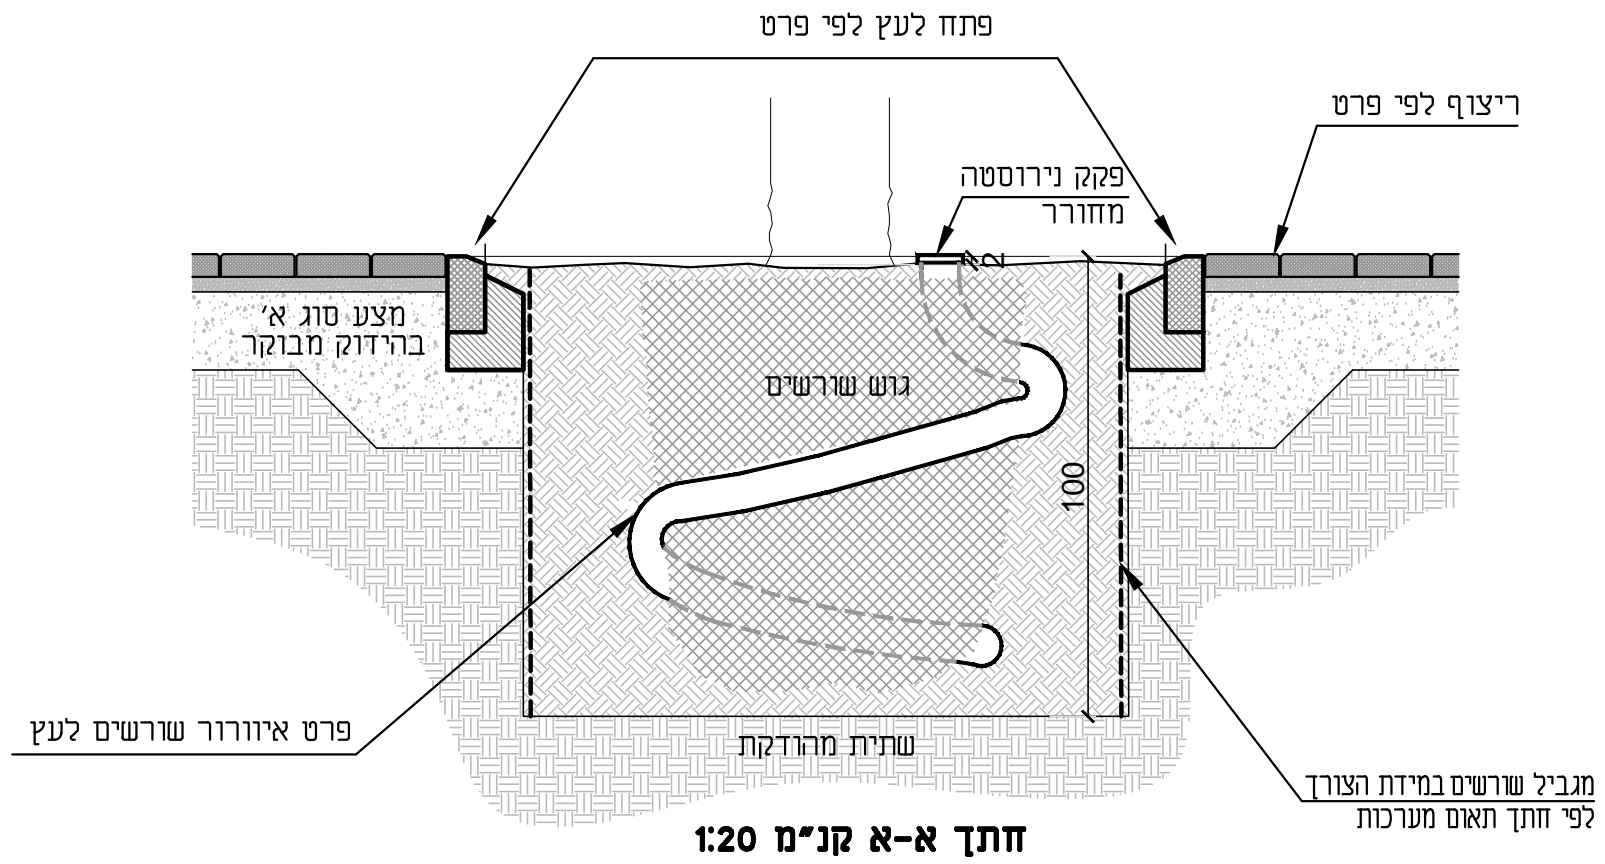 פתח לעץ לפי פרט
ריצוף לפי פרט
פקק נירוסטה
מחורר
2
מצע סוג א'
בהידוק מבוקר
גוש שורשים
100
פרט איוורור שורשים לעץ
שתית מהודקת
מגביל שורשים במידת הצורך
לפי חתך תאום מערכות
חתך א-א קנ"מ 1:20